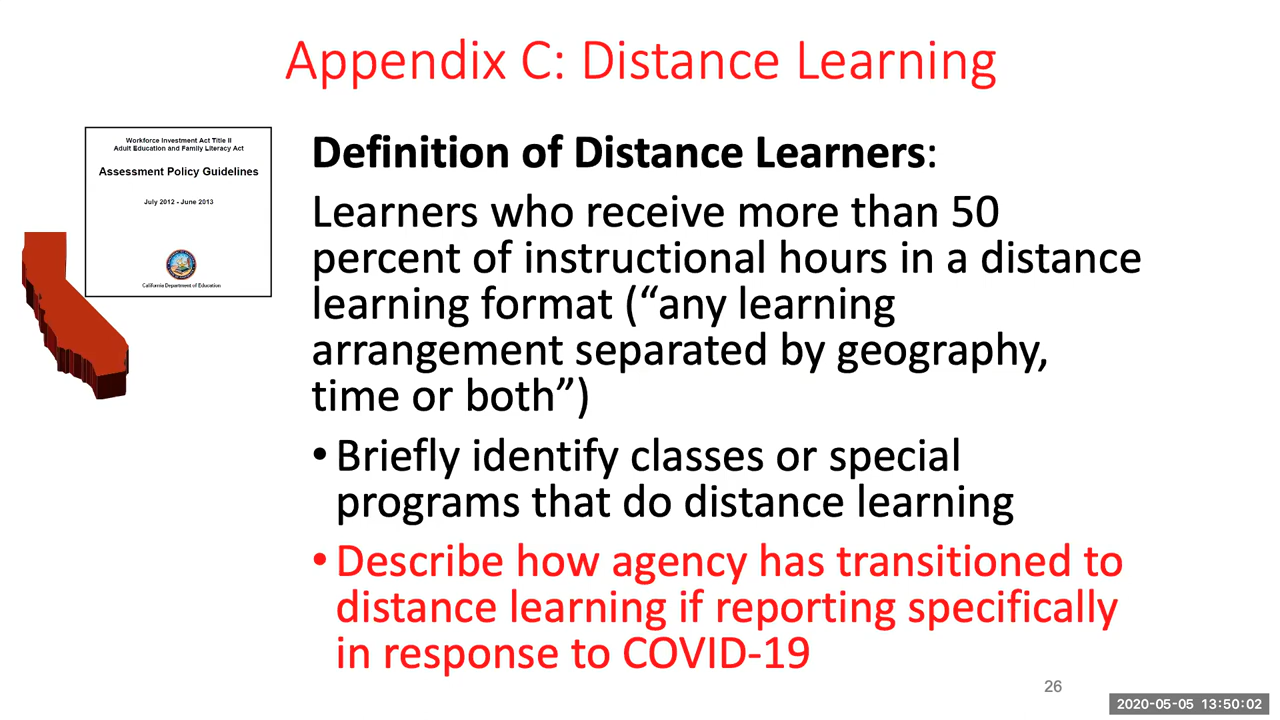 Appendix C: Distance Learning
Workforce Investment Act Title II
Adult Education and Family Literacy Act
Assessment Policy Guidelines
July 2012 - June 2013
California Department of Education
Definition of Distance Learners:
Learners who receive more than 50
percent of instructional hours in a distance
learning format (“any learning
arrangement separated by geography,
time or both”)
• Briefly identify classes or special
programs that do distance learning
• Describe how agency has transitioned to
distance learning if reporting specifically
in response to COVID-19
26
2020-05-05 13:50:02